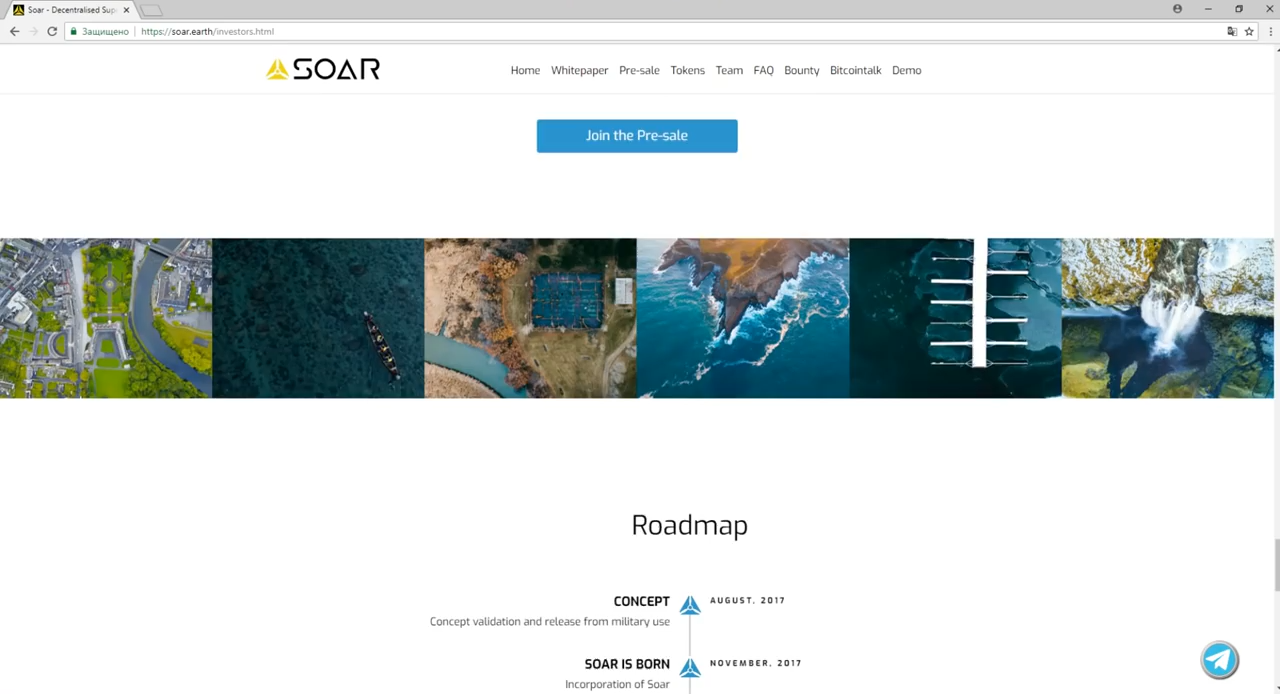 Soar - Decentralised Sup
Защищено https://soar.earth/investors.html
SOAR
Home Whitepaper Pre-sale Tokens Team FAQ Bounty Bitcointalk Demo
Join the Pre-sale
Roadmap
CONCEPT AUGUST, 2017
Concept validation and release from military use
SOAR IS BORN NOVEMBER, 2017
Incorporation of Soar